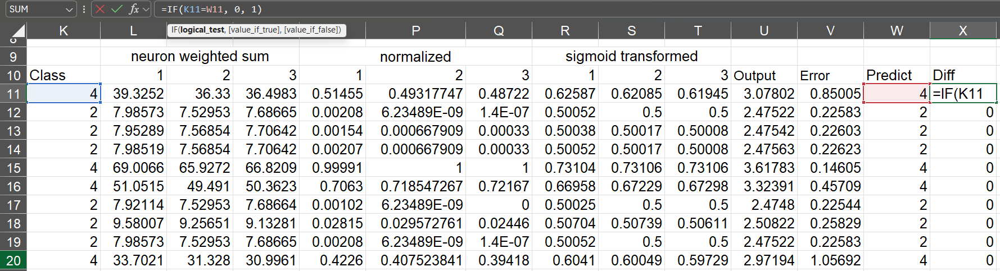 SUM fx =IF(K11=W11, 0, 1)
K L P Q R S T U V W X
IF(logical_test, [value_if_true], [value_if_false])
9 neuron weighted sum normalized sigmoid transformed
10 Class 1 2 3 1 2 3 1 2 3 Output Error Predict Diff
11 4 39.3252 36.33 36.4983 0.51455 0.49317747 0.48722 0.62587 0.62085 0.61945 3.07802 0.85005 4 =IF(K11
12 2 7.98573 7.52953 7.68665 0.00208 6.23489E-09 1.4E-07 0.50052 0.5 0.5 2.47522 0.22583 2 0
13 2 7.95289 7.56854 7.70642 0.00154 0.000667909 0.00033 0.50038 0.50017 0.50008 2.47542 0.22603 2 0
14 2 7.98519 7.56854 7.70642 0.00207 0.000667909 0.00033 0.50052 0.50017 0.50008 2.47563 0.22623 2 0
15 4 69.0066 65.9272 66.8209 0.99991 1 1 0.73104 0.73106 0.73106 3.61783 0.14605 4 0
16 4 51.0515 49.491 50.3623 0.7063 0.718547267 0.72167 0.66958 0.67229 0.67298 3.32391 0.45709 4 0
17 2 7.92114 7.52953 7.68664 0.00102 6.23489E-09 0 0.50025 0.5 0.5 2.4748 0.22544 2 0
18 2 9.58007 9.25651 9.13281 0.02815 0.029572761 0.02446 0.50704 0.50739 0.50611 2.50822 0.25829 2 0
19 2 7.98573 7.52953 7.68665 0.00208 6.23489E-09 1.4E-07 0.50052 0.5 0.5 2.47522 0.22583 2 0
20 4 33.7021 31.328 30.9961 0.4226 0.407523841 0.39418 0.6041 0.60049 0.59729 2.97194 1.05692 4 0